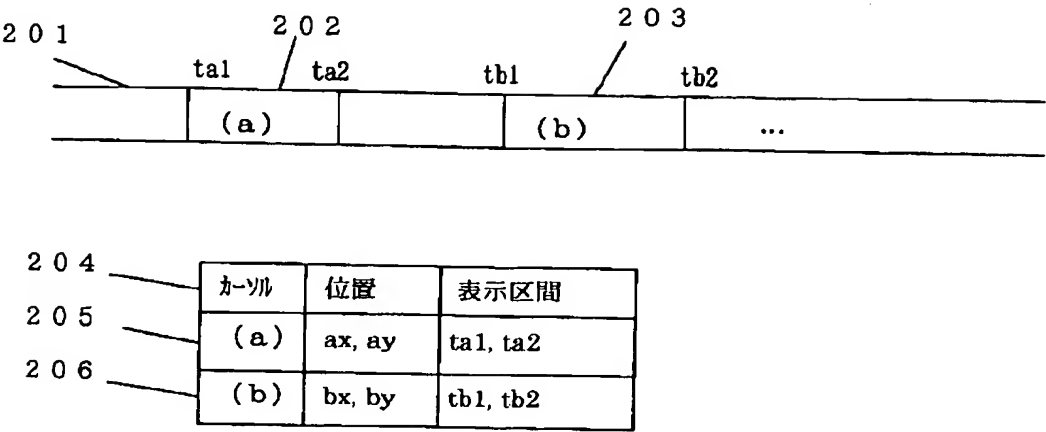 ２０１
２０２
２０３
ta1 ta2 tb1 tb2
(a) (b) ...
２０４
ｶｰｿﾙ 位置 表示区間
２０５
(a) ax, ay ta1, ta2
２０６
(b) bx, by tb1, tb2